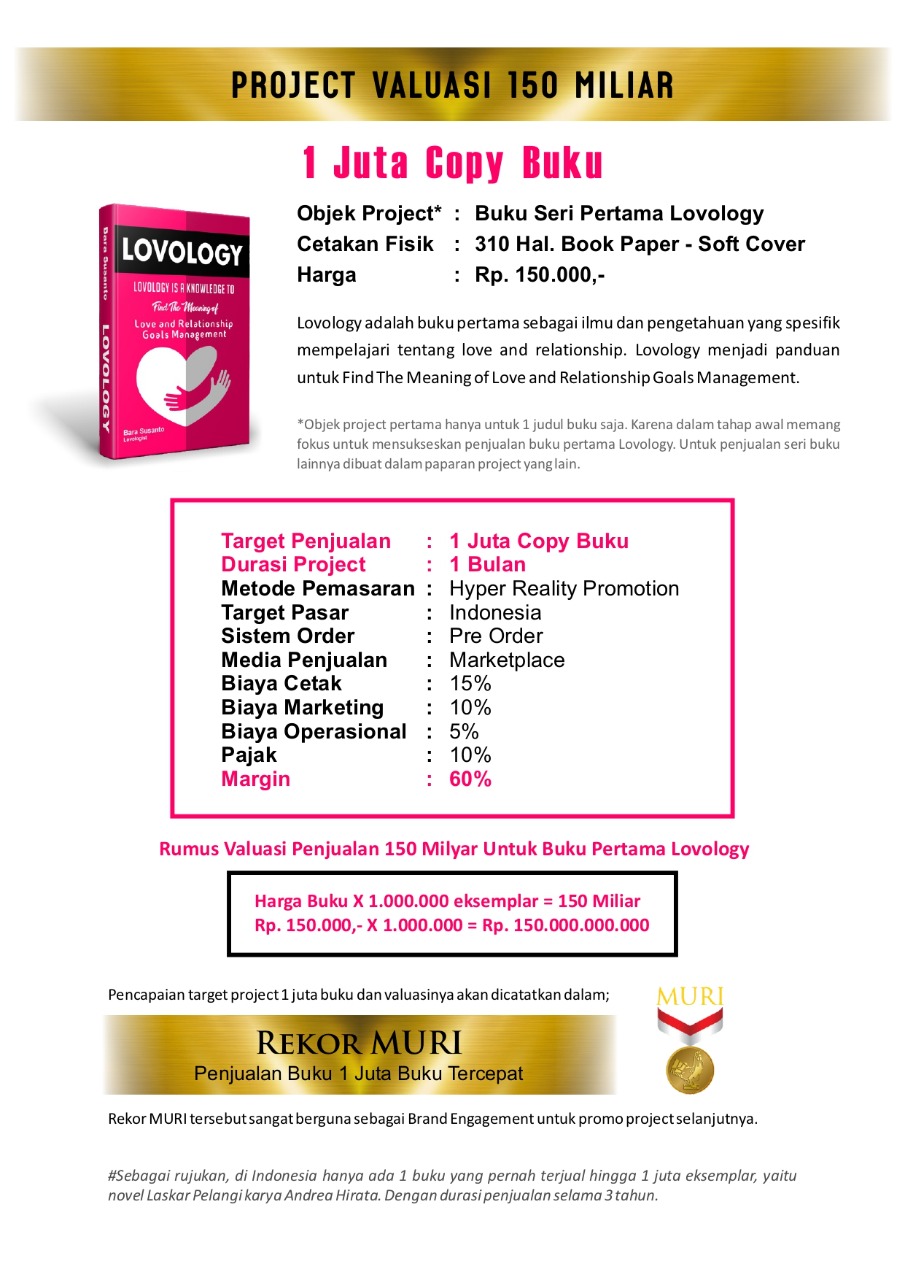 PROJECT VALUASI 150 MILIAR
1 Juta Copy Buku
Objek Project* : Buku Seri Pertama Lovology
Cetakan Fisik : 310 Hal. Book Paper - Soft Cover
Harga : Rp. 150.000,-
Bara Susanto LOVOLOGY
LOVOLOGY
LOVOLOGY IS A KNOWLEDGE TO
Find The Meaning of
Love and Relationship
Goals Management
Bara Susanto
Lovologist
Lovology adalah buku pertama sebagai ilmu dan pengetahuan yang spesifik
mempelajari tentang love and relationship. Lovology menjadi panduan
untuk Find The Meaning of Love and Relationship Goals Management.
*Objek project pertama hanya untuk 1 judul buku saja. Karena dalam tahap awal memang
fokus untuk mensukseskan penjualan buku pertama Lovology. Untuk penjualan seri buku
lainnya dibuat dalam paparan project yang lain.
Target Penjualan : 1 Juta Copy Buku
Durasi Project : 1 Bulan
Metode Pemasaran : Hyper Reality Promotion
Target Pasar : Indonesia
Sistem Order : Pre Order
Media Penjualan : Marketplace
Biaya Cetak : 15%
Biaya Marketing : 10%
Biaya Operasional : 5%
Pajak : 10%
Margin : 60%
Rumus Valuasi Penjualan 150 Milyar Untuk Buku Pertama Lovology
Harga Buku X 1.000.000 eksemplar = 150 Miliar
Rp. 150.000,- X 1.000.000 = Rp. 150.000.000.000
Pencapaian target project 1 juta buku dan valuasinya akan dicatatkan dalam;
MURI
REKOR MURI
Penjualan Buku 1 Juta Buku Tercepat
Rekor MURI tersebut sangat berguna sebagai Brand Engagement untuk promo project selanjutnya.
#Sebagai rujukan, di Indonesia hanya ada 1 buku yang pernah terjual hingga 1 juta eksemplar, yaitu
novel Laskar Pelangi karya Andrea Hirata. Dengan durasi penjualan selama 3 tahun.